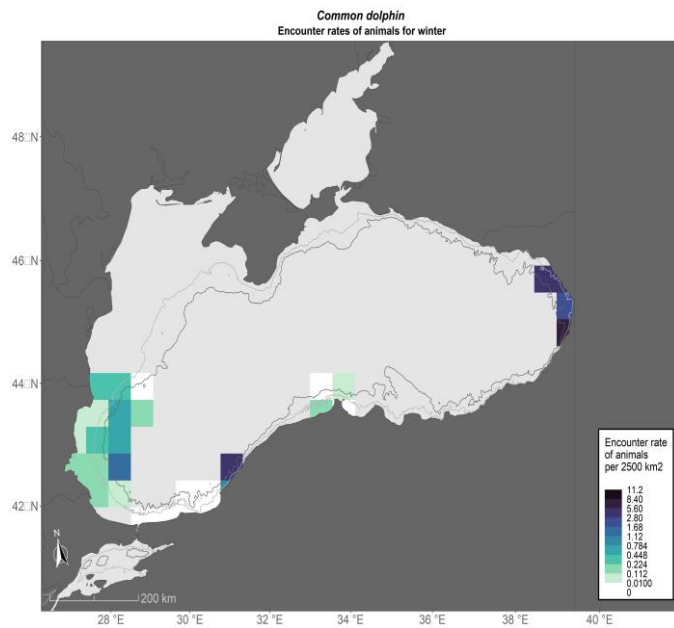 Common dolphin
Encounter rates of animals for winter
48□N
46□N
44□N
42□N
N
200 km
28 °E
30 °E
32 °E
34 °E
36 °E
38 °E
40 °E
Encounter rate
of animals
per 2500 km2
11.2
8.40
5.60
2.80
1.68
1.12
0.784
0.448
0.224
0.112
0.0100
0